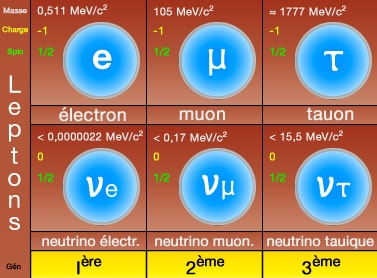 Masse 0,511 MeV/c² 105 MeV/c² ≈ 1777 MeV/c²
Charge -1 -1 -1
Spin 1/2 1/2 1/2
e μ τ
électron muon tauon
Leptons
< 0,0000022 MeV/c² < 0,17 MeV/c² < 15,5 MeV/c²
0 0 0
1/2 1/2 1/2
νe νμ ντ
neutrino électr. neutrino muon. neutrino tauique
Gén 1ère 2ème 3ème